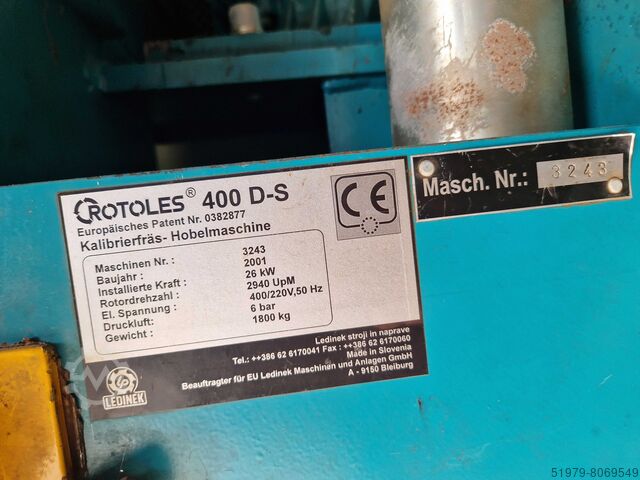 ROTOLES® 400 D-S
Europäisches Patent Nr. 0382877
Kalibrierfräs- Hobelmaschine
Maschinen Nr : 3243
Baujahr : 2001
Installierte Kraft : 26 kW
Rotordrehzahl : 2940 UpM
El. Spannung : 400/220V,50 Hz
Druckluft: 6 bar
Gewicht : 1800 kg
CE
Masch. Nr.: 3243
Ledinek stroji in naprave
Tel.: ++386 62 6170041 Fax : ++386 62 6170060
Made in Slovenia
Beauftragter für EU Ledinek Maschinen und Anlagen GmbH
A - 9150 Bleiburg
LEDINEK
51979-8069549